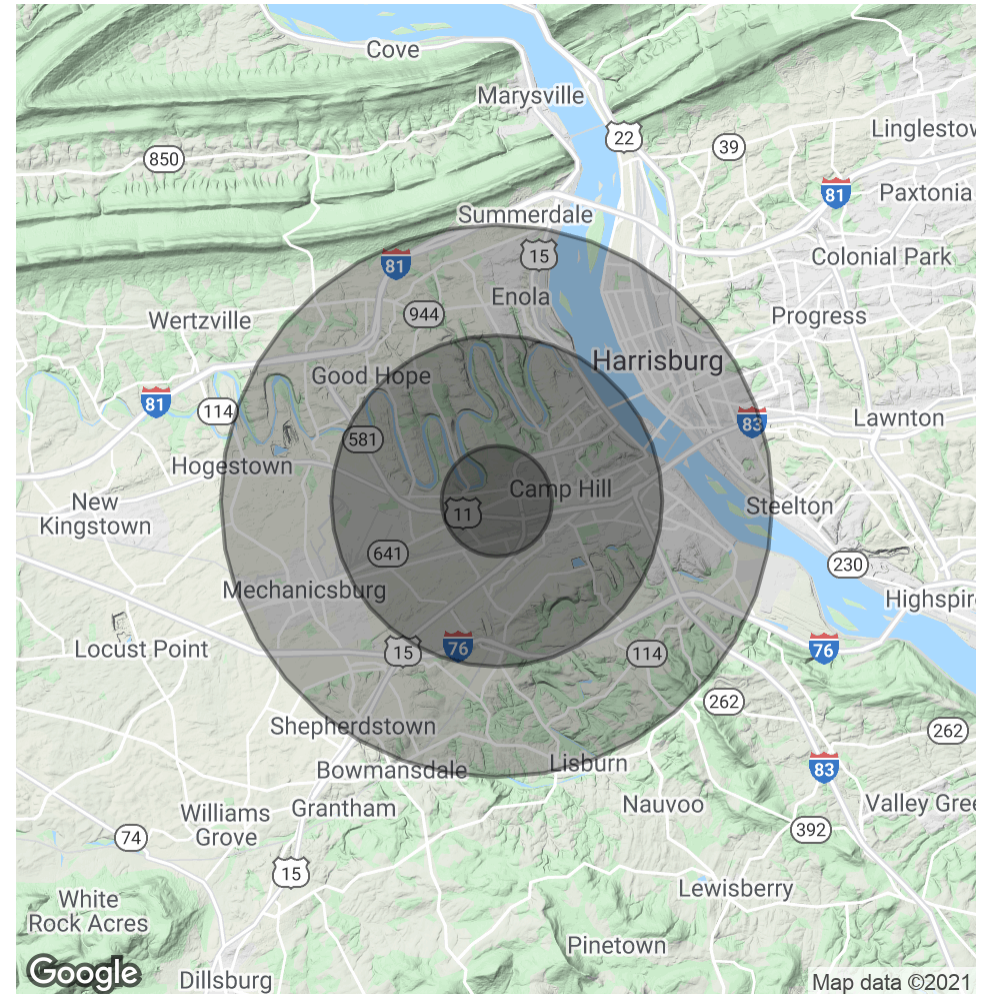 Cove
Marysville
22
39
Linglestov
850
81
Paxtonia
Summerdale
15
81
Colonial Park
Enola
944
Progress
Wertzville
Harrisburg
Good Hope
81
114
83
Lawnton
581
Hogestown
Camp Hill
New
Kingstown
11
Steelton
641
230
Mechanicsburg
Highspire
Locust Point
15
76
114
76
262
262
Shepherdstown
Bowmansdale
Lisburn
83
Williams
Grove
Grantham
Nauvoo
Valley Gree
74
392
15
White
Rock Acres
Lewisberry
Pinetown
Google
Dillsburg
Map data ©2021